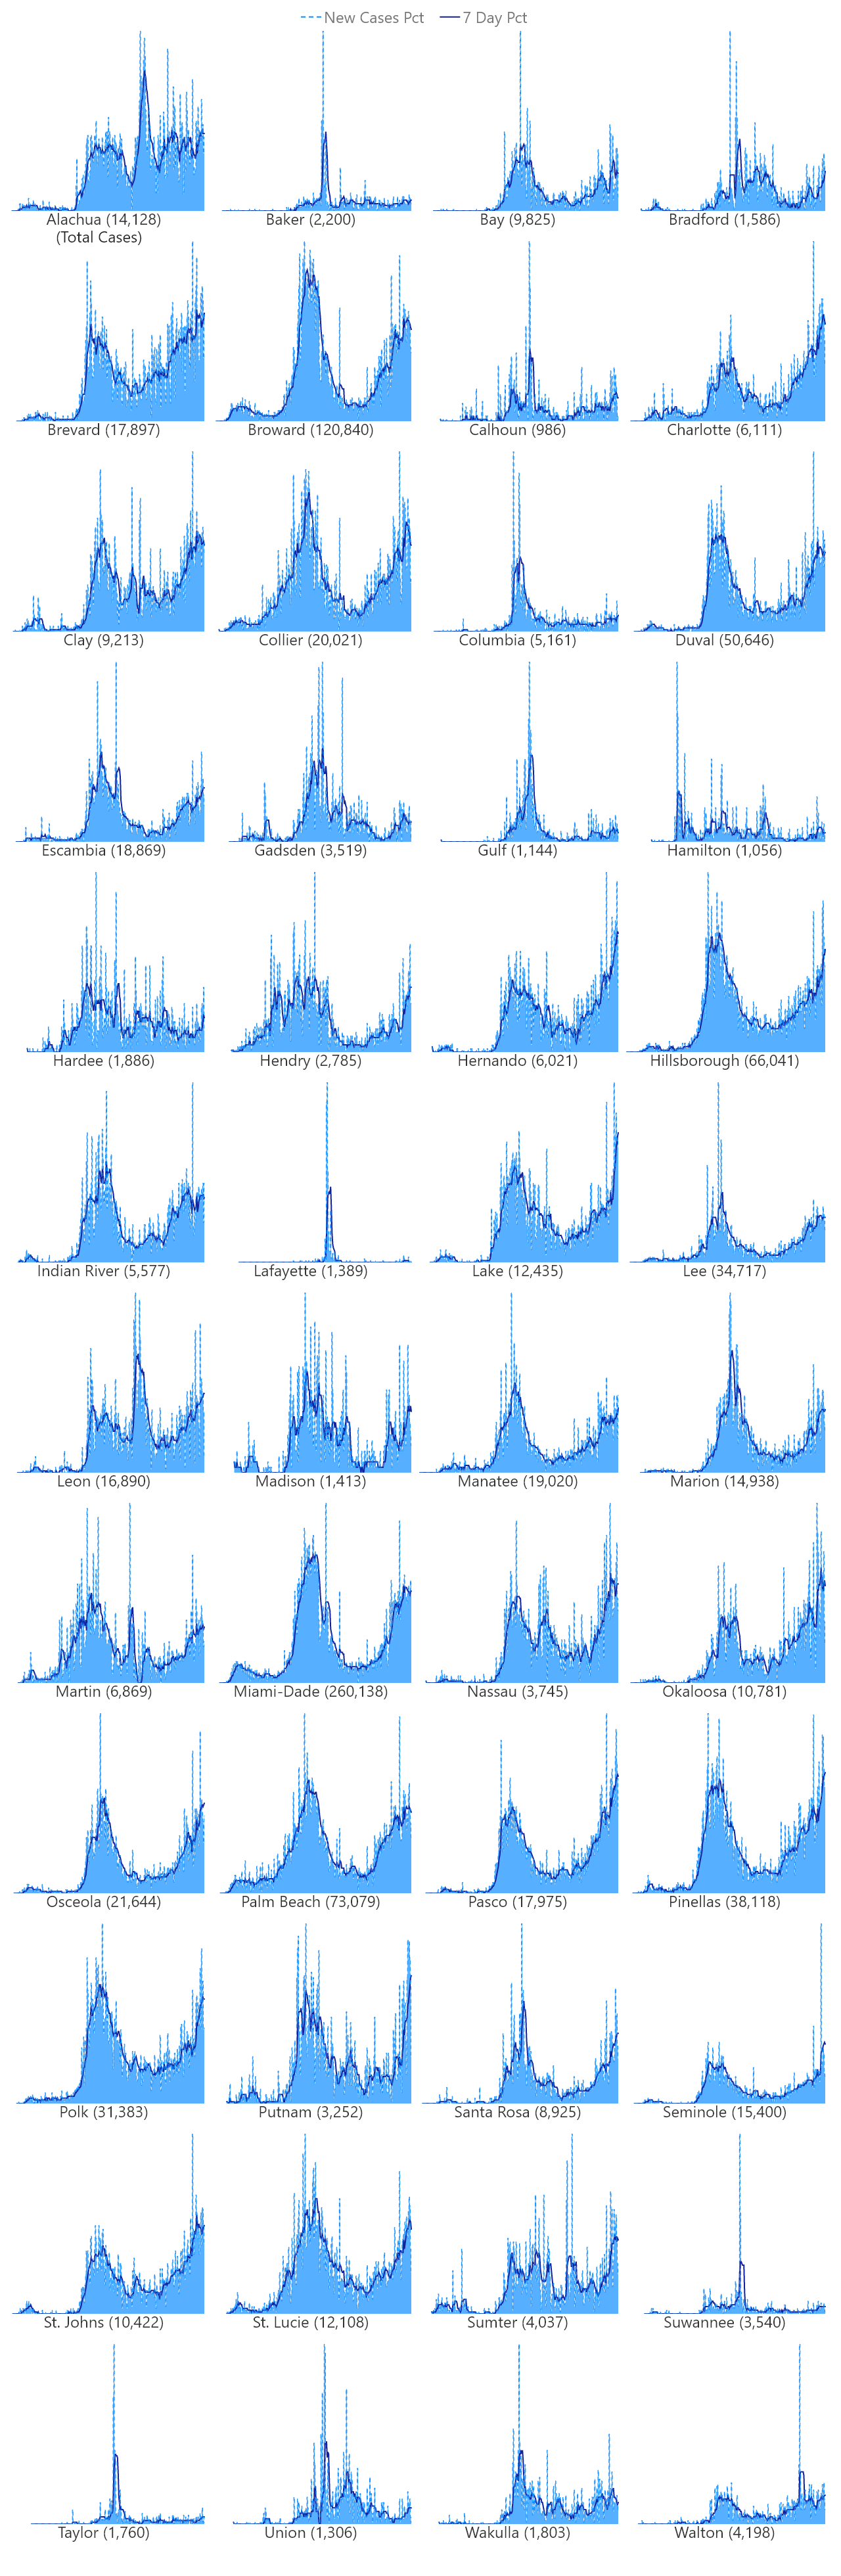 New Cases Pct 7 Day Pct
Alachua (14,128) Baker (2,200) Bay (9,825) Bradford (1,586)
(Total Cases)
Brevard (17,897) Broward (120,840) Calhoun (986) Charlotte (6,111)
Clay (9,213) Collier (20,021) Columbia (5,161) Duval (50,646)
Escambia (18,869) Gadsden (3,519) Gulf (1,144) Hamilton (1,056)
Hardee (1,886) Hendry (2,785) Hernando (6,021) Hillsborough (66,041)
Indian River (5,577) Lafayette (1,389) Lake (12,435) Lee (34,717)
Leon (16,890) Madison (1,413) Manatee (19,020) Marion (14,938)
Martin (6,869) Miami-Dade (260,138) Nassau (3,745) Okaloosa (10,781)
Osceola (21,644) Palm Beach (73,079) Pasco (17,975) Pinellas (38,118)
Polk (31,383) Putnam (3,252) Santa Rosa (8,925) Seminole (15,400)
St. Johns (10,422) St. Lucie (12,108) Sumter (4,037) Suwannee (3,540)
Taylor (1,760) Union (1,306) Wakulla (1,803) Walton (4,198)